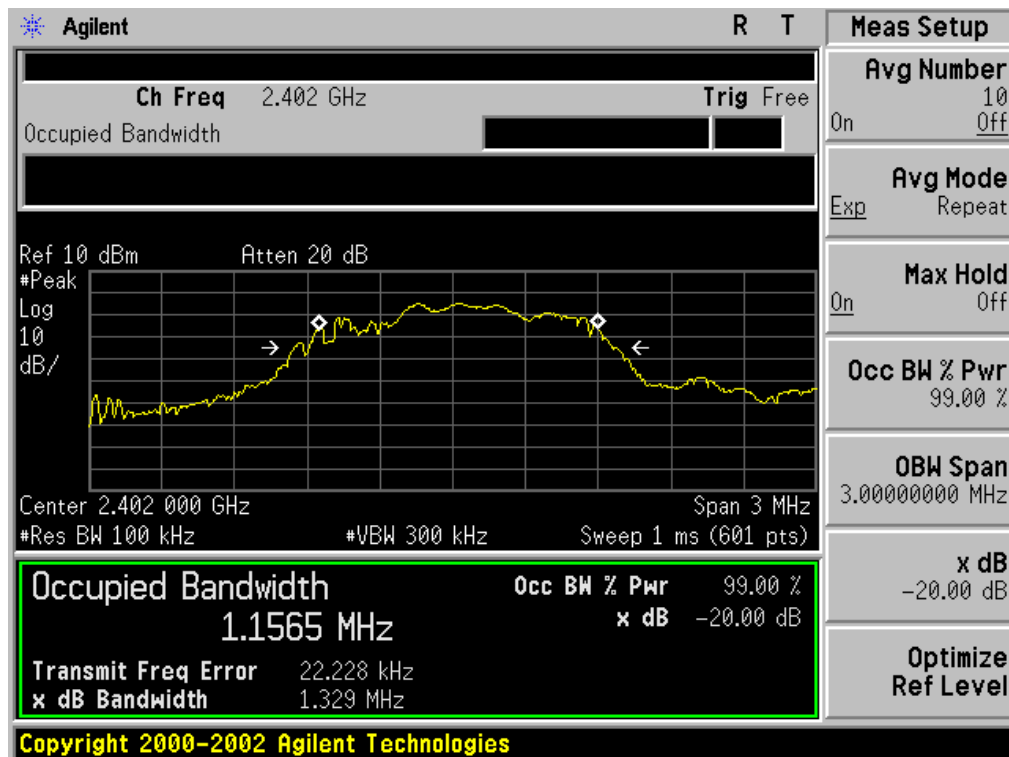 Agilent R T
Ch Freq 2.402 GHz Trig Free
Occupied Bandwidth
Ref 10 dBm Atten 20 dB
#Peak
Log
10
dB/
Center 2.402 000 GHz Span 3 MHz
#Res BW 100 kHz #VBW 300 kHz Sweep 1 ms (601 pts)
Occupied Bandwidth Occ BW % Pwr 99.00 %
1.1565 MHz x dB -20.00 dB
Transmit Freq Error 22.228 kHz
x dB Bandwidth 1.329 MHz
Copyright 2000-2002 Agilent Technologies
Meas Setup
Avg Number
10
On Off
Avg Mode
Exp Repeat
Max Hold
On Off
Occ BW % Pwr
99.00 %
OBW Span
3.00000000 MHz
x dB
-20.00 dB
Optimize
Ref Level